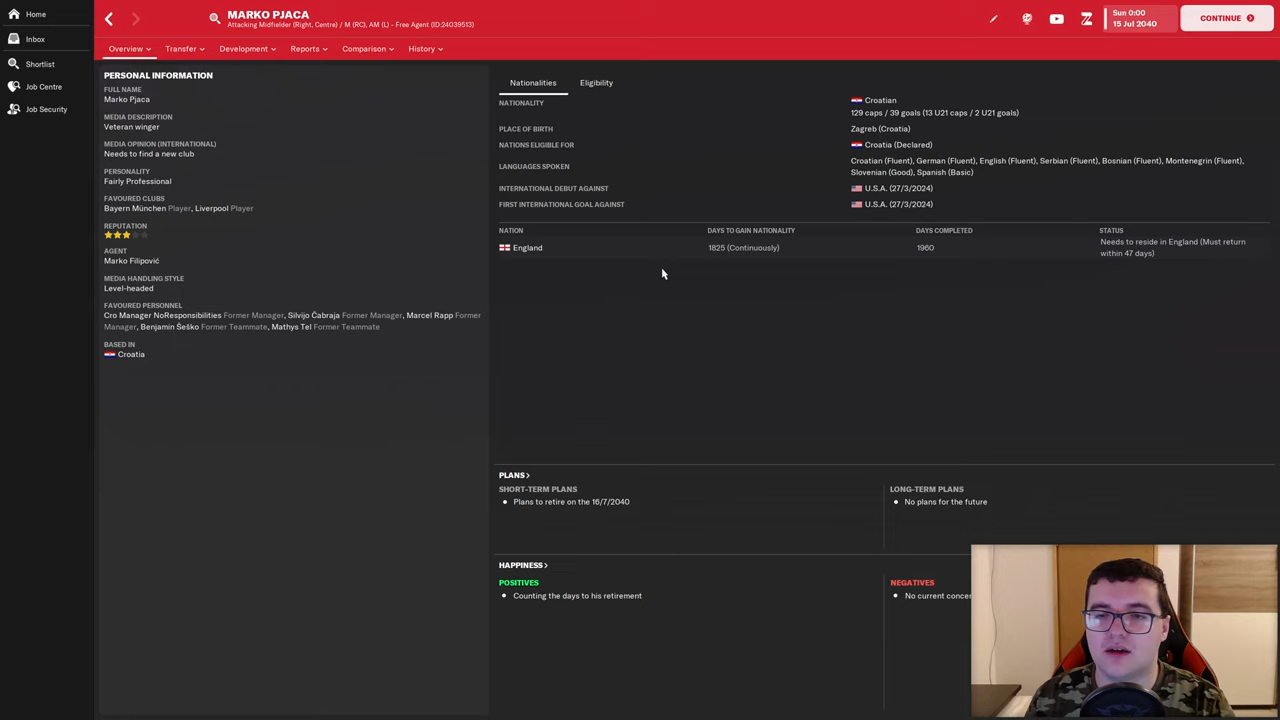 Home
Inbox
Shortlist
Job Centre
Job Security
MARKO PJACA
Attacking Midfielder (Right, Centre) / M (RC), AM (L) - Free Agent (ID:24039513)
Sun 0:00
15 Jul 2040
CONTINUE
Overview
Transfer
Development
Reports
Comparison
History
PERSONAL INFORMATION
FULL NAME
Marko Pjaca
MEDIA DESCRIPTION
Veteran winger
MEDIA OPINION (INTERNATIONAL)
Needs to find a new club
PERSONALITY
Fairly Professional
FAVOURED CLUBS
Bayern München Player, Liverpool Player
REPUTATION
AGENT
Marko Filipović
MEDIA HANDLING STYLE
Level-headed
FAVOURED PERSONNEL
Cro Manager NoResponsibilities Former Manager, Silvijo Čabraja Former Manager, Marcel Rapp Former
Manager, Benjamin Šeško Former Teammate, Mathys Tel Former Teammate
BASED IN
Croatia
Nationalities
Eligibility
NATIONALITY
Croatian
129 caps / 39 goals (13 U21 caps / 2 U21 goals)
PLACE OF BIRTH
Zagreb (Croatia)
NATIONS ELIGIBLE FOR
Croatia (Declared)
LANGUAGES SPOKEN
Croatian (Fluent), German (Fluent), English (Fluent), Serbian (Fluent), Bosnian (Fluent), Montenegrin (Fluent),
Slovenian (Good), Spanish (Basic)
INTERNATIONAL DEBUT AGAINST
U.S.A. (27/3/2024)
FIRST INTERNATIONAL GOAL AGAINST
U.S.A. (27/3/2024)
NATION
DAYS TO GAIN NATIONALITY
DAYS COMPLETED
STATUS
England
1825 (Continuously)
1960
Needs to reside in England (Must return
within 47 days)
PLANS
SHORT-TERM PLANS
Plans to retire on the 16/7/2040
LONG-TERM PLANS
No plans for the future
HAPPINESS
POSITIVES
Counting the days to his retirement
NEGATIVES
No current concer